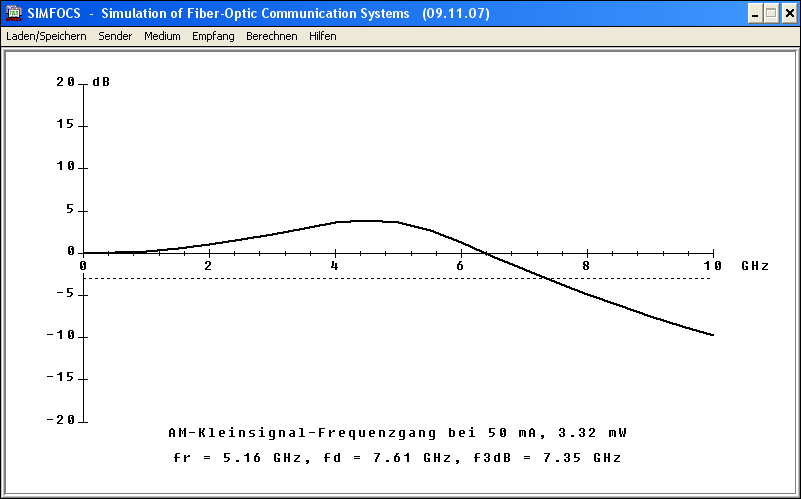 SIMFOCS - Simulation of Fiber-Optic Communication Systems (09.11.07)
Laden/Speichern Sender Medium Empfang Berechnen Hilfen
20 dB
15
10
5
0
0 2 4 6 8 10 GHz
-5
-10
-15
-20
AM-Kleinsignal-Frequenzgang bei 50 mA, 3.32 mW
fr = 5.16 GHz, fd = 7.61 GHz, f3dB = 7.35 GHz